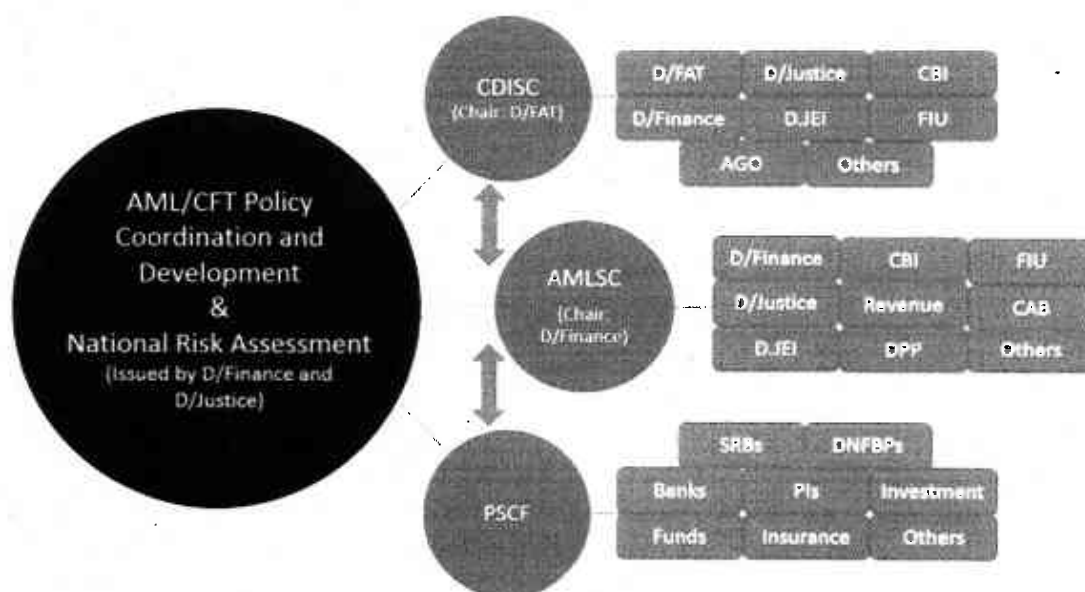 CDISC
(Chair: D/FAT)
D/FAT D/Justice CBI
D/Finance DJEI FIU
AGO Others
AML/CFT Policy
Coordination and
Development
&
National Risk Assessment
(Issued by D/Finance and
D/Justice)
AMLSC
(Chair:
D/Finance)
D/Finance CBI FIU
D/Justice Revenue CAB
DJEI DPP Others
PSCF
SRBs DNFBPs
Banks PIs Investment
Funds Insurance Others